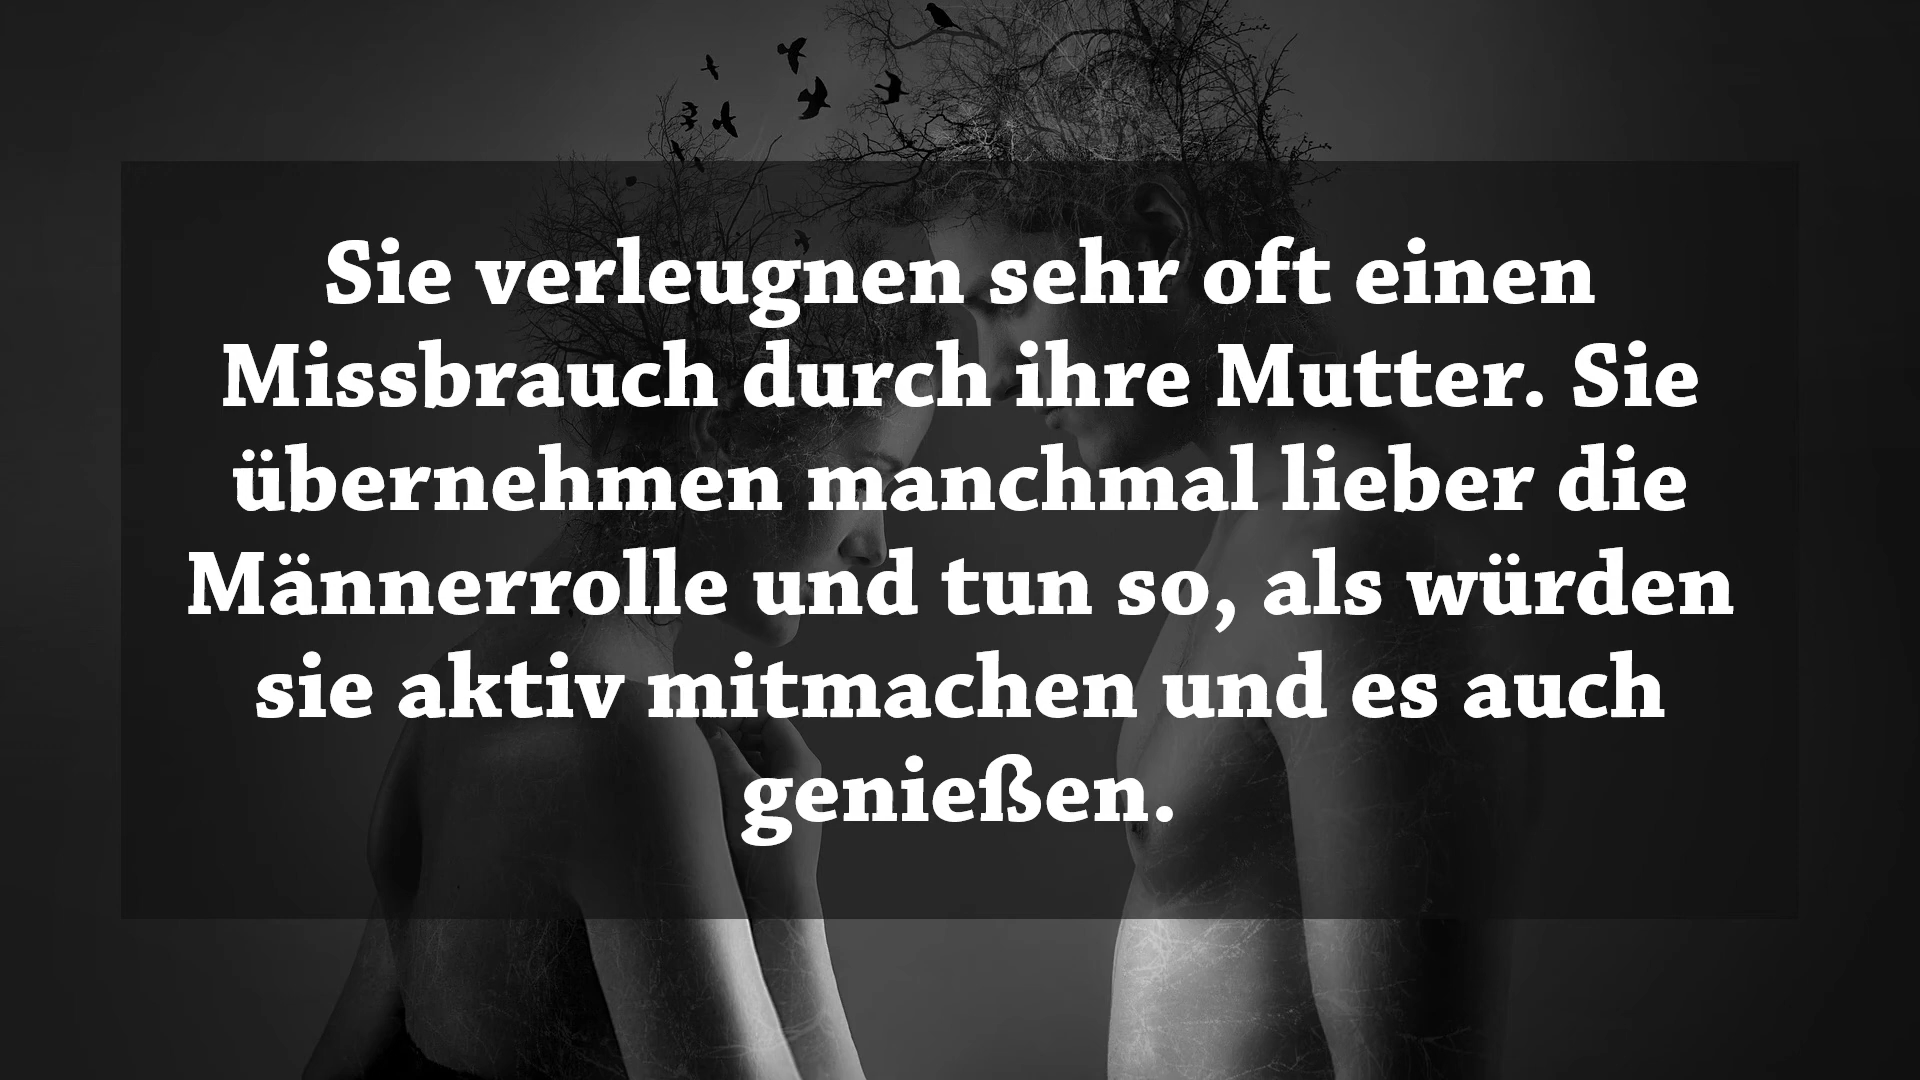 Sie verleugnen sehr oft einen
Missbrauch durch ihre Mutter. Sie
übernehmen manchmal lieber die
Männerrolle und tun so, als würden
sie aktiv mitmachen und es auch
genießen.